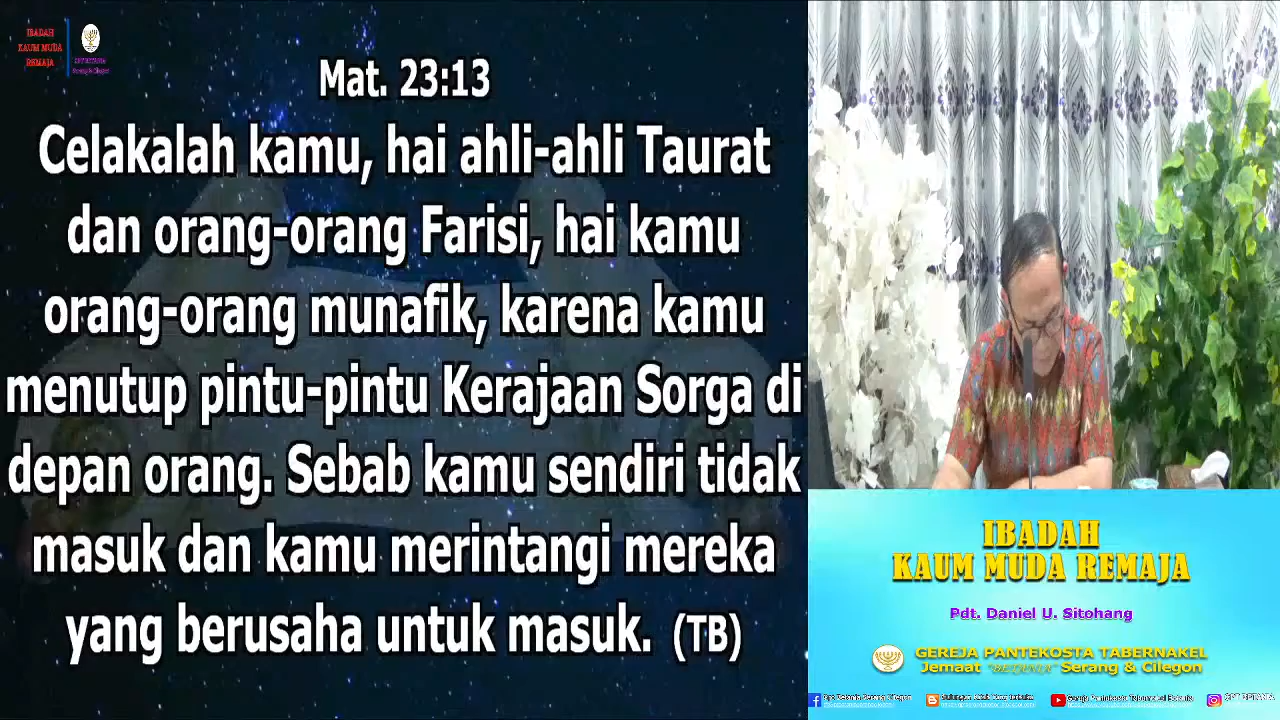 IBADAH
KAUM MUDA
REMAJA
Mat. 23:13
Celakalah kamu, hai ahli-ahli Taurat
dan orang-orang Farisi, hai kamu
orang-orang munafik, karena kamu
menutup pintu-pintu Kerajaan Sorga di
depan orang. Sebab kamu sendiri tidak
masuk dan kamu merintangi mereka
yang berusaha untuk masuk. (TB)
IBADAH
KAUM MUDA REMAJA
Pdt. Daniel U. Sitohang
GEREJA PANTEKOSTA TABERNAKEL
Jemaat "BETANIA" Serang & Cilegon